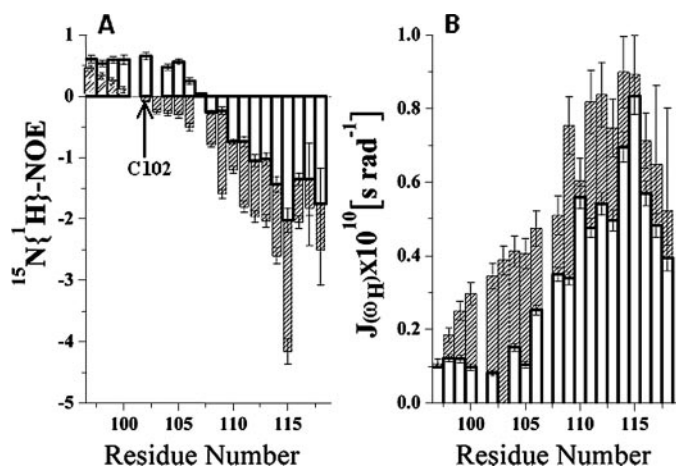 A
1
0
-1
-2
-3
-4
-5
100 105 110 115
Residue Number
¹⁵N{¹H}-NOE
C102
B
1.0
0.8
0.6
0.4
0.2
0.0
100 105 110 115
Residue Number
J(ωH)x10¹⁰[s rad⁻¹]